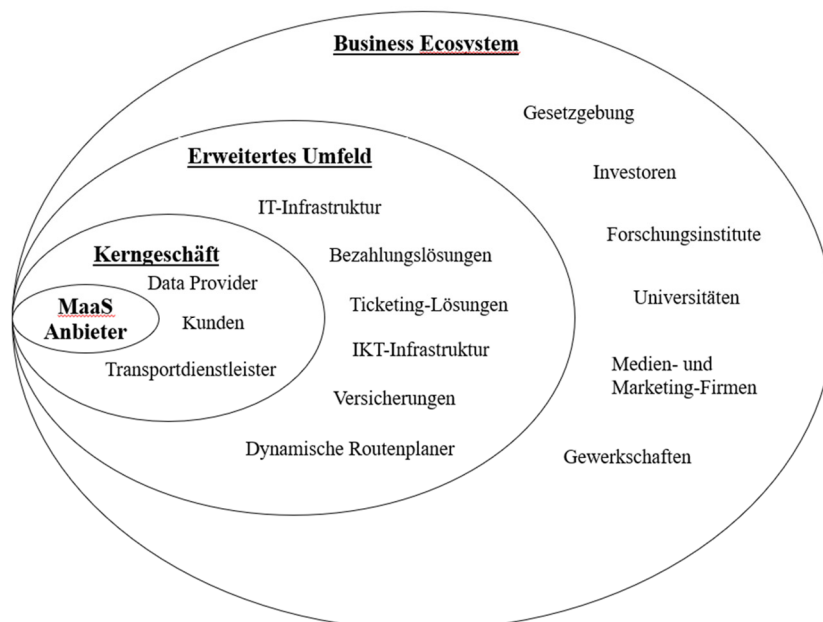 Business Ecosystem
Gesetzgebung
Erweitertes Umfeld
Investoren
IT-Infrastruktur
Forschungsinstitute
Kerngeschäft
Bezahlungslösungen
Data Provider
Universitäten
MaaS
Anbieter
Ticketing-Lösungen
Kunden
IKT-Infrastruktur
Transportdienstleister
Medien- und
Marketing-Firmen
Versicherungen
Dynamische Routenplaner
Gewerkschaften